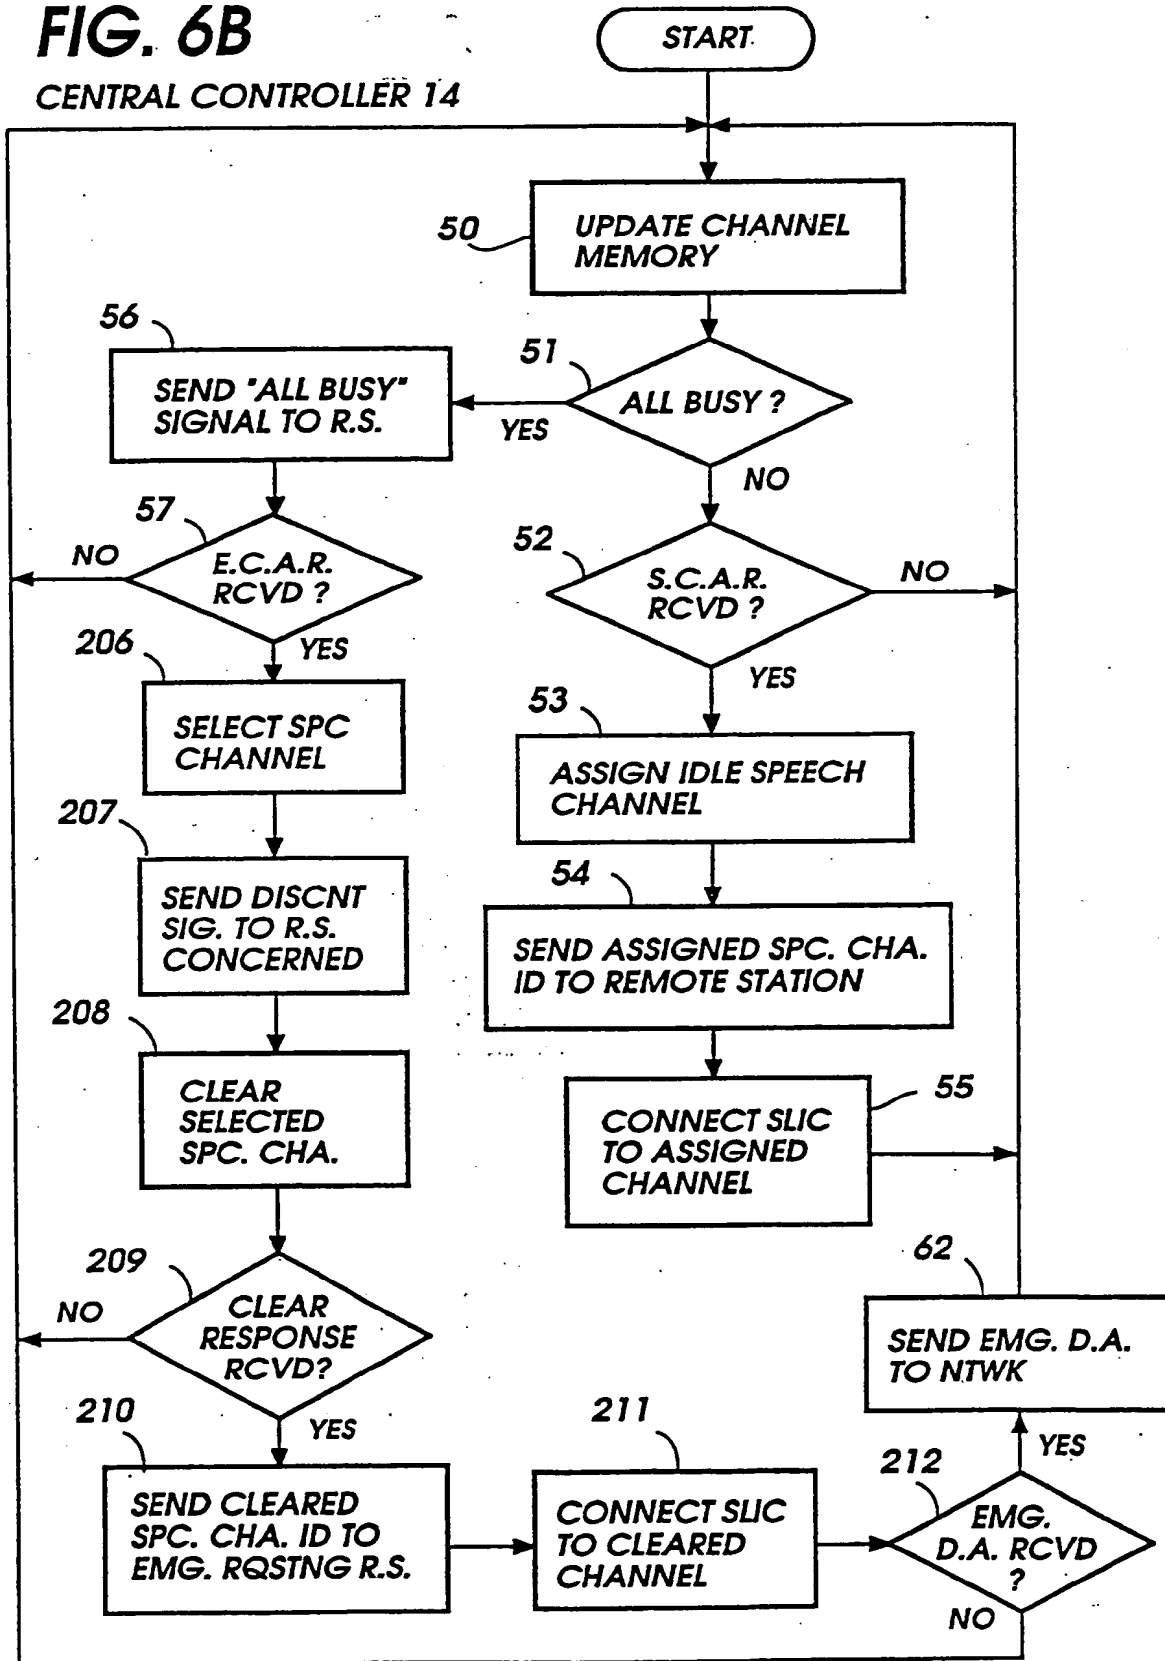 FIG. 6B
CENTRAL CONTROLLER 14
START
50
UPDATE CHANNEL
MEMORY
51
ALL BUSY ?
YES
NO
56
SEND "ALL BUSY"
SIGNAL TO R.S.
57
E.C.A.R.
RCVD ?
NO
YES
52
S.C.A.R.
RCVD ?
NO
YES
206
SELECT SPC
CHANNEL
53
ASSIGN IDLE SPEECH
CHANNEL
207
SEND DISCNT
SIG. TO R.S.
CONCERNED
54
SEND ASSIGNED SPC. CHA.
ID TO REMOTE STATION
208
CLEAR
SELECTED
SPC. CHA.
55
CONNECT SLIC
TO ASSIGNED
CHANNEL
209
CLEAR
RESPONSE
RCVD?
NO
YES
62
SEND EMG. D.A.
TO NTWK
210
SEND CLEARED
SPC. CHA. ID TO
EMG. RQSTNG R.S.
211
CONNECT SLIC
TO CLEARED
CHANNEL
212
EMG.
D.A. RCVD
?
YES
NO